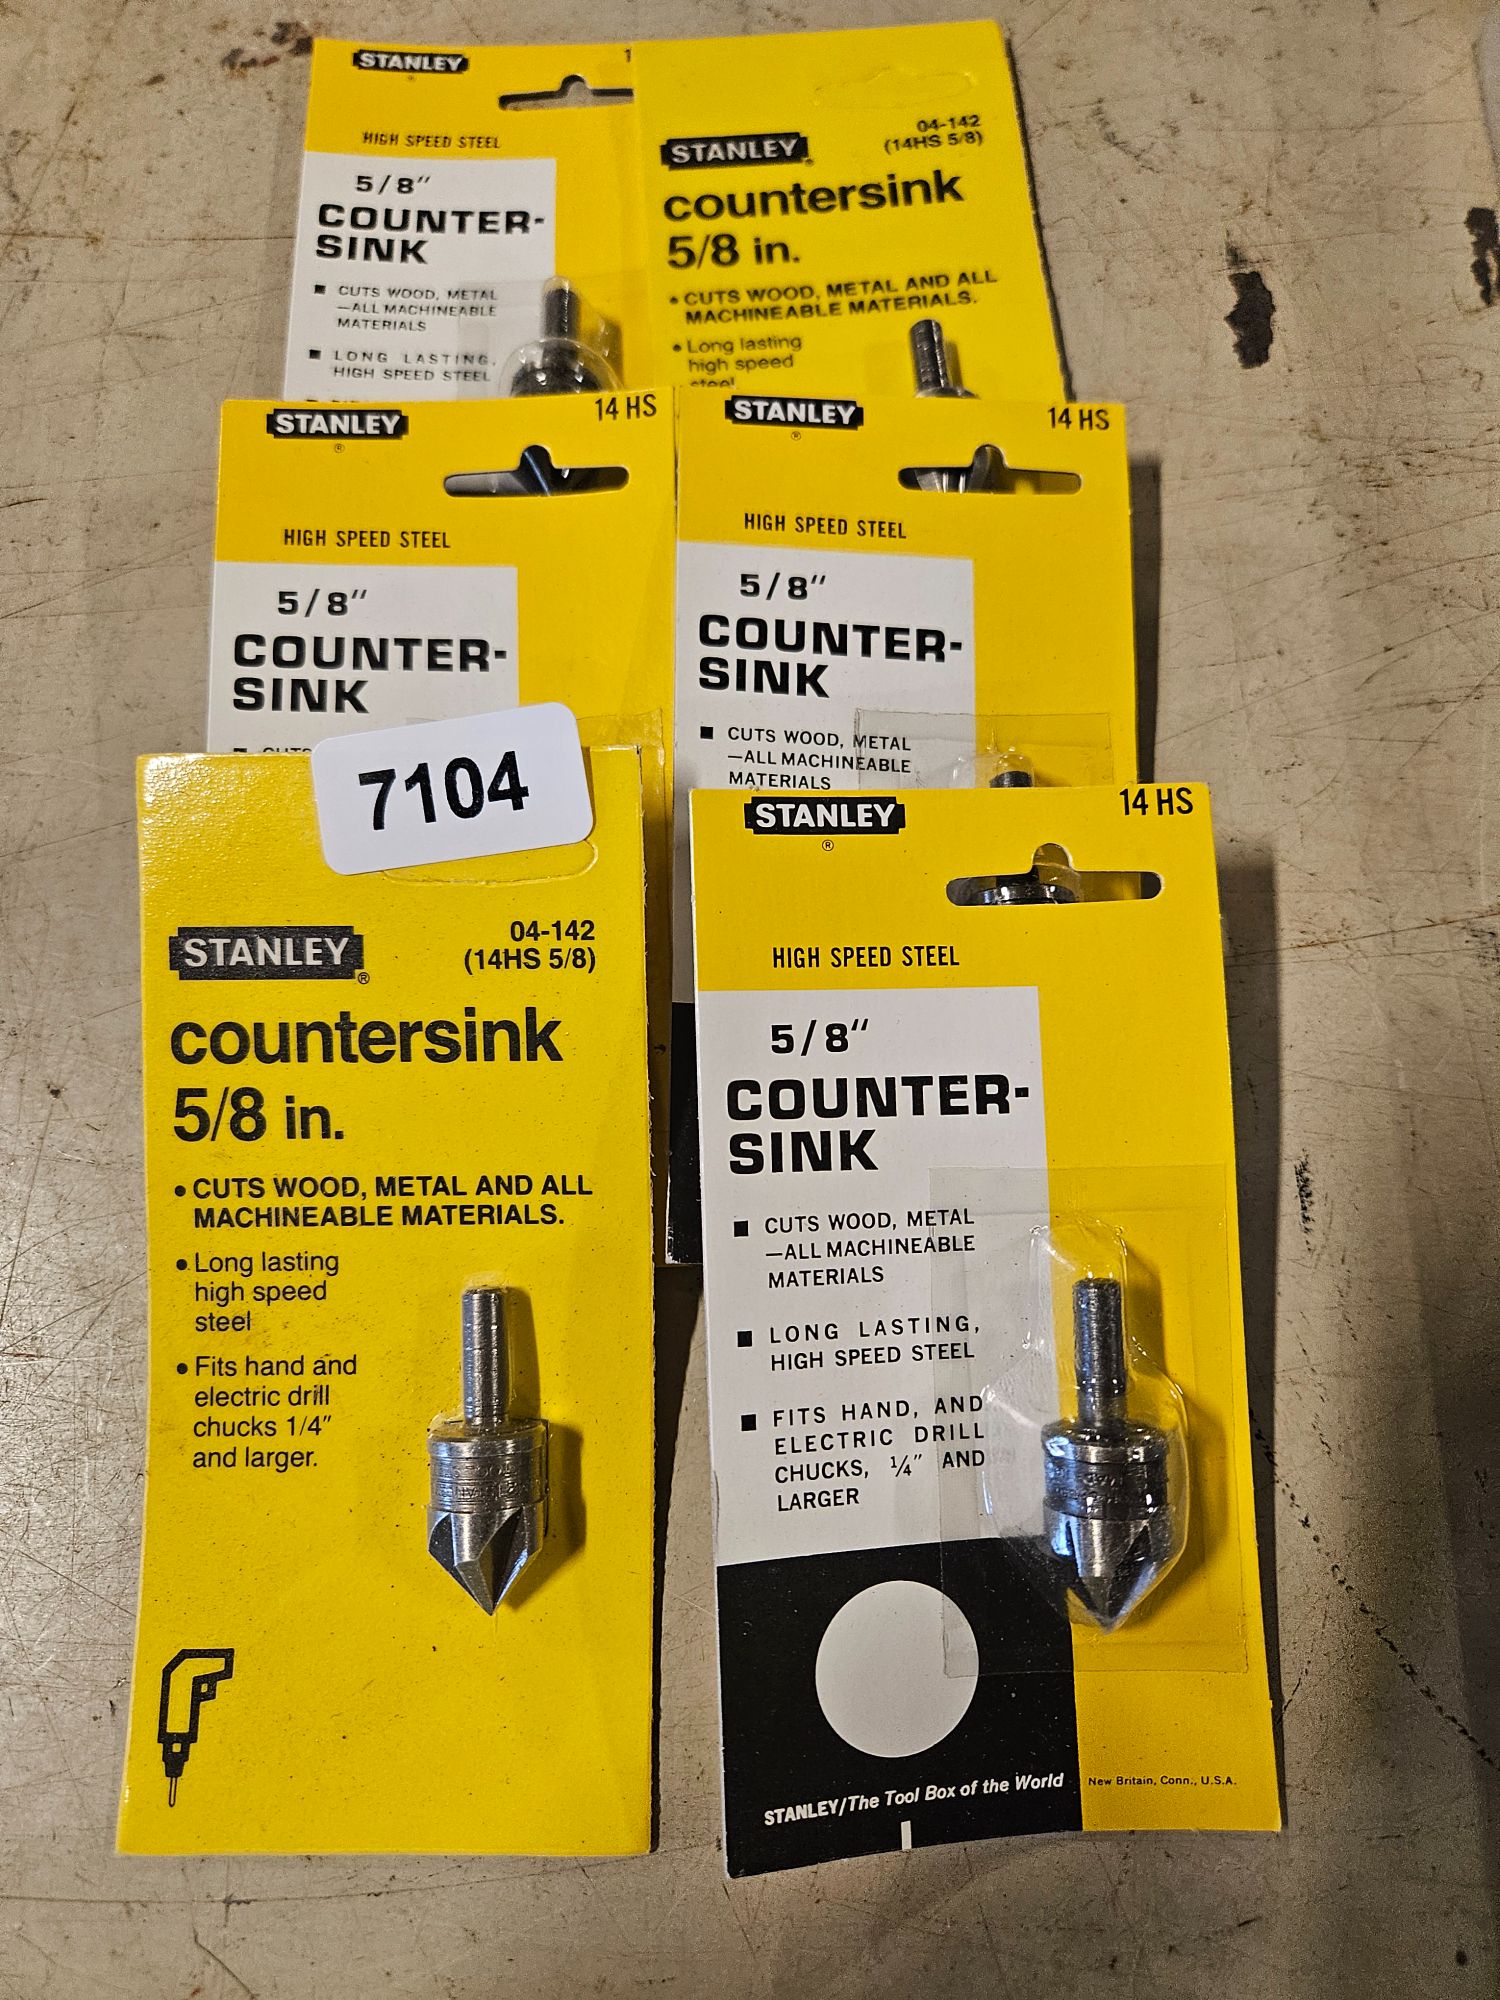 STANLEY
HIGH SPEED STEEL
5/8"
COUNTER-
SINK
■ CUTS WOOD, METAL
—ALL MACHINEABLE
MATERIALS
■ LONG LASTING,
HIGH SPEED STEEL
04-142
STANLEY (14HS 5/8)
countersink
5/8 in.
• CUTS WOOD, METAL AND ALL
MACHINEABLE MATERIALS.
• Long lasting
high speed
steel
STANLEY ® 14 HS
HIGH SPEED STEEL
5/8"
COUNTER-
SINK
■ CUTS
STANLEY ® 14 HS
HIGH SPEED STEEL
5/8"
COUNTER-
SINK
■ CUTS WOOD, METAL
—ALL MACHINEABLE
MATERIALS
7104
04-142
STANLEY ® (14HS 5/8)
countersink
5/8 in.
• CUTS WOOD, METAL AND ALL
MACHINEABLE MATERIALS.
• Long lasting
high speed
steel
• Fits hand and
electric drill
chucks 1/4"
and larger.
STANLEY ® 14 HS
HIGH SPEED STEEL
5/8"
COUNTER-
SINK
■ CUTS WOOD, METAL
—ALL MACHINEABLE
MATERIALS
■ LONG LASTING,
HIGH SPEED STEEL
■ FITS HAND, AND
ELECTRIC DRILL
CHUCKS, ¼" AND
LARGER
STANLEY/The Tool Box of the World
New Britain, Conn., U.S.A.